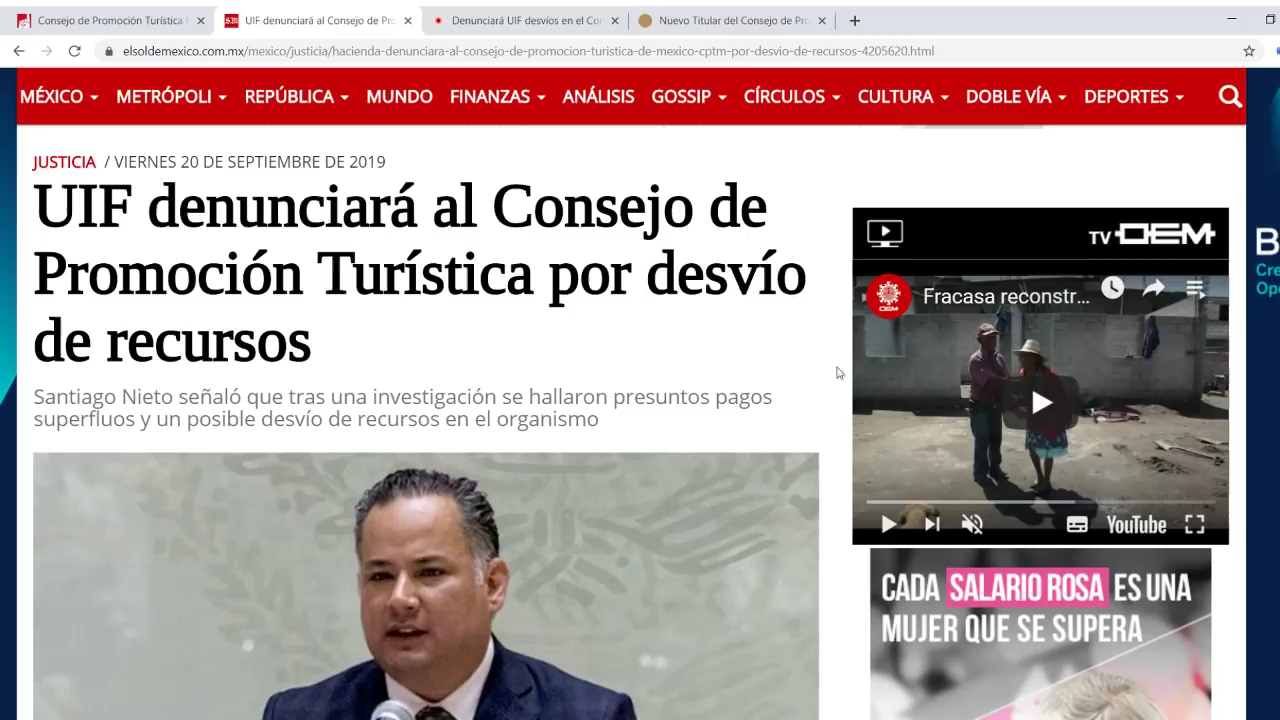 Consejo de Promoción Turística
UIF denunciará al Consejo de Pro
Denunciará UIF desvíos en el Co
Nuevo Titular del Consejo de Pro
elsoldemexico.com.mx/mexico/justicia/hacienda-denunciara-al-consejo-de-promocion-turistica-de-mexico-cptm-por-desvio-de-recursos-4205620.html
MÉXICO METRÓPOLI REPÚBLICA MUNDO FINANZAS ANÁLISIS GOSSIP CÍRCULOS CULTURA DOBLE VÍA DEPORTES
JUSTICIA / VIERNES 20 DE SEPTIEMBRE DE 2019
UIF denunciará al Consejo de
Promoción Turística por desvío
de recursos
Santiago Nieto señaló que tras una investigación se hallaron presuntos pagos
superfluos y un posible desvío de recursos en el organismo
TV OEM
OEM
Fracasa reconstr...
YouTube
CADA SALARIO ROSA ES UNA
MUJER QUE SE SUPERA
B
Cre
Op